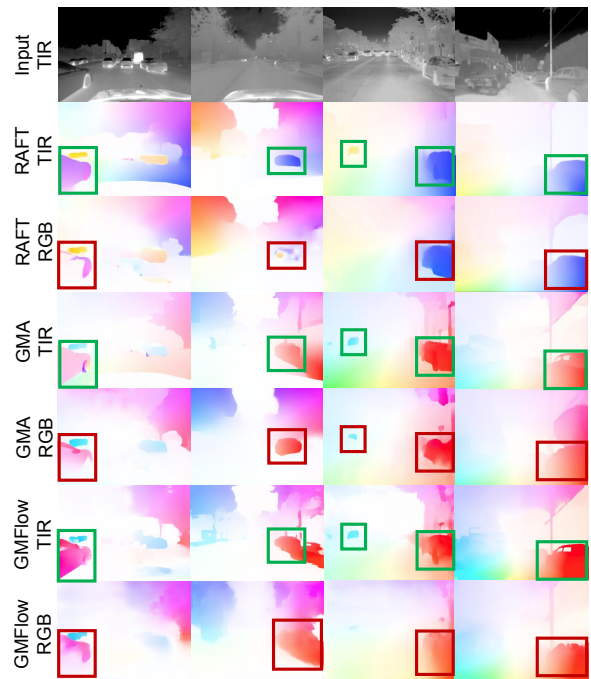 Input
TIR
RAFT
TIR
RAFT
RGB
GMA
TIR
GMA
RGB
GMFlow
TIR
GMFlow
RGB